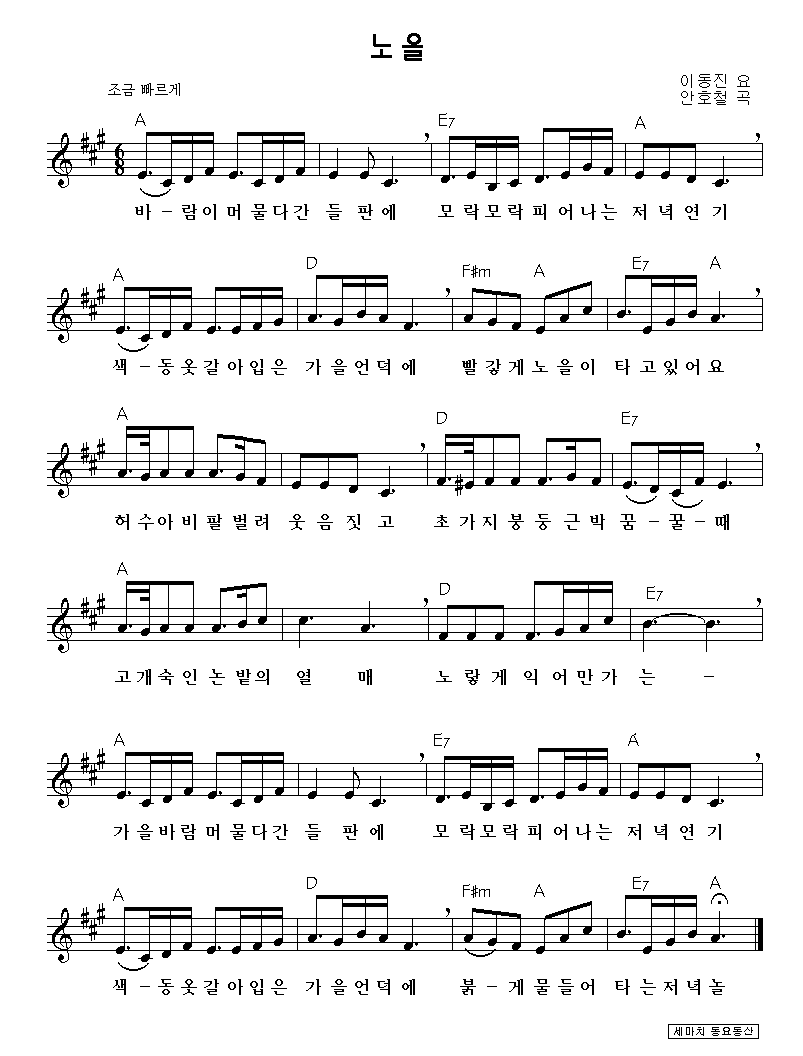 노을
조금 빠르게
이동진 요
안호철 곡
A E7 A
바-람이머물다간 들판에 모락모락피어나는 저녁연기
A D F#m A E7 A
색-동옷갈아입은 가을언덕에 빨갛게노을이 타고있어요
A D E7
허수아비팔벌려 웃음짓고 초가지붕둥근박 꿈-꿀-때
A D E7
고개숙인논밭의 열매 노랗게익어만가는-
A E7 A
가을바람머물다간 들판에 모락모락피어나는 저녁연기
A D F#m A E7 A
색-동옷갈아입은 가을언덕에 붉-게물들어 타는저녁놀
세마치 동요동산